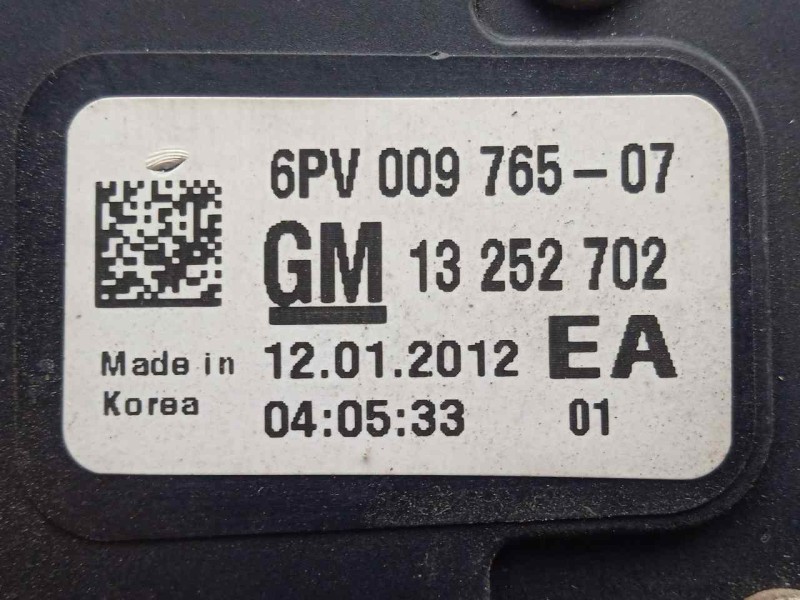 6PV 009 765-07
GM 13 252 702
Made in 12.01.2012 EA
Korea 04:05:33 01